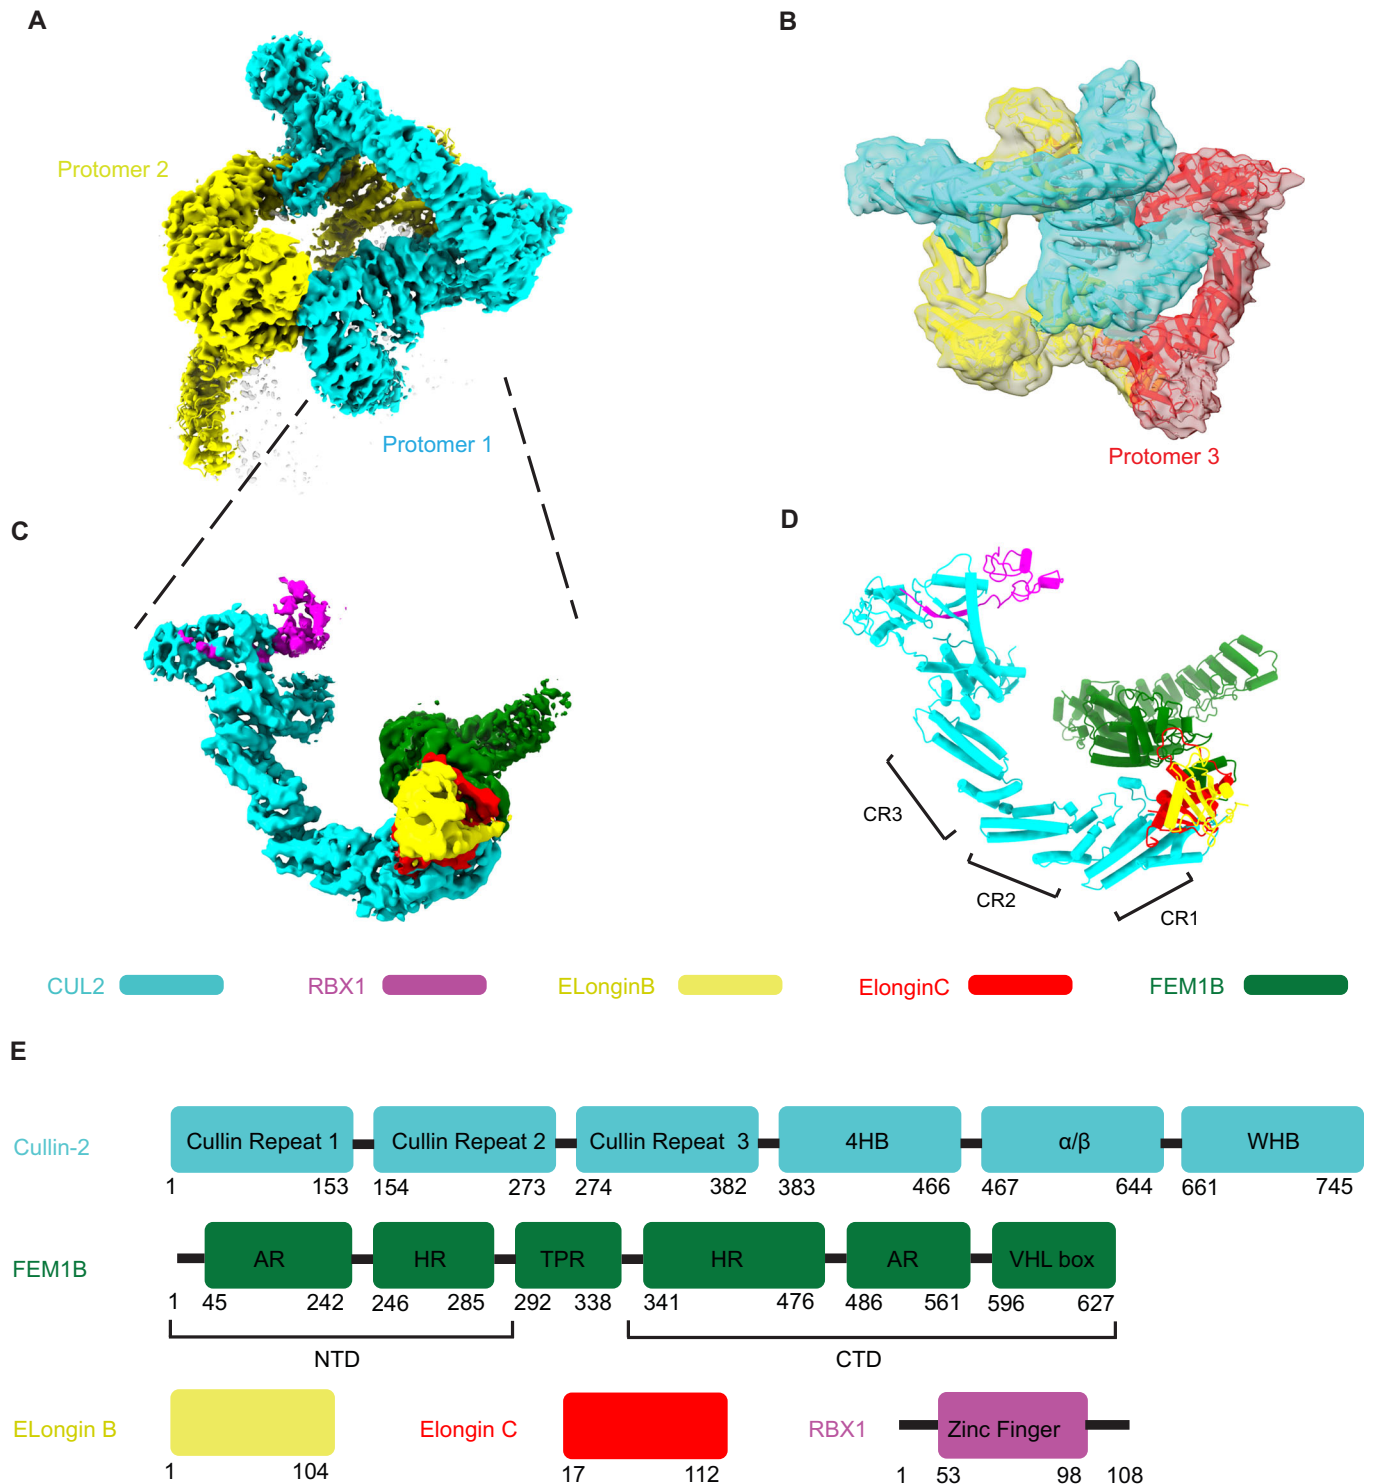 A
B
Protomer 2
Protomer 1
Protomer 3
C
D
CR3
CR2
CR1
CUL2
RBX1
ELonginB
ElonginC
FEM1B
E
Cullin-2
Cullin Repeat 1
Cullin Repeat 2
Cullin Repeat 3
4HB
α/β
WHB
1 153 154 273 274 382 383 466 467 644 661 745
FEM1B
AR
HR
TPR
HR
AR
VHL box
1 45 242 246 285 292 338 341 476 486 561 596 627
NTD
CTD
ELongin B
Elongin C
RBX1
Zinc Finger
1 104 17 112 1 53 98 108